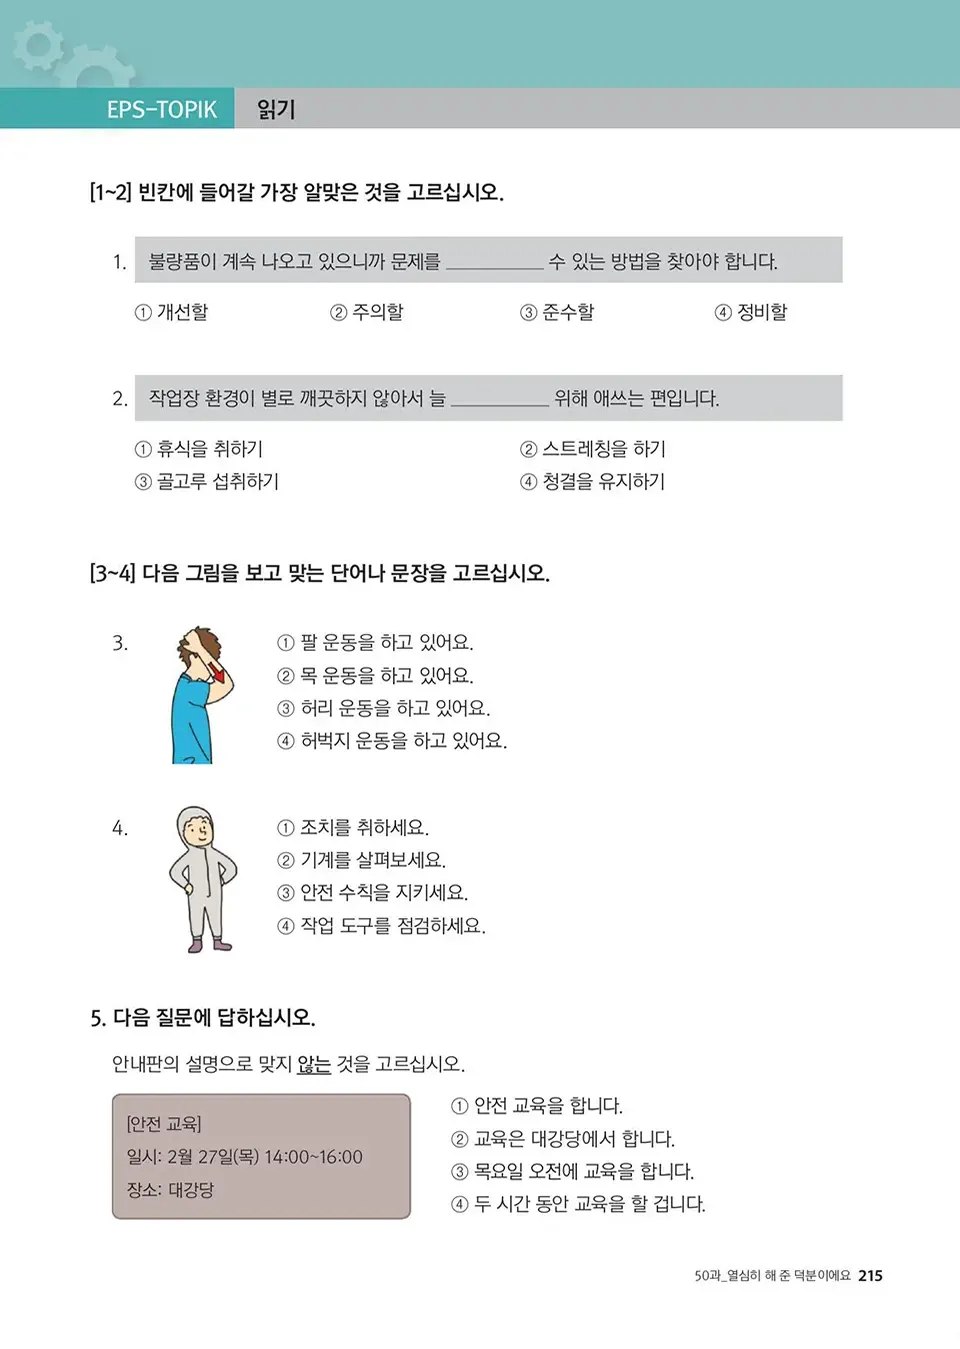 EPS-TOPIK 읽기
[1~2] 빈칸에 들어갈 가장 알맞은 것을 고르십시오.
1. 불량품이 계속 나오고 있으니까 문제를 __________ 수 있는 방법을 찾아야 합니다.
① 개선할 ② 주의할 ③ 준수할 ④ 정비할
2. 작업장 환경이 별로 깨끗하지 않아서 늘 __________ 위해 애쓰는 편입니다.
① 휴식을 취하기 ② 스트레칭을 하기
③ 골고루 섭취하기 ④ 청결을 유지하기
[3~4] 다음 그림을 보고 맞는 단어나 문장을 고르십시오.
3. ① 팔 운동을 하고 있어요.
② 목 운동을 하고 있어요.
③ 허리 운동을 하고 있어요.
④ 허벅지 운동을 하고 있어요.
4. ① 조치를 취하세요.
② 기계를 살펴보세요.
③ 안전 수칙을 지키세요.
④ 작업 도구를 점검하세요.
5. 다음 질문에 답하십시오.
안내판의 설명으로 맞지 않는 것을 고르십시오.
[안전 교육]
일시: 2월 27일(목) 14:00~16:00
장소: 대강당
① 안전 교육을 합니다.
② 교육은 대강당에서 합니다.
③ 목요일 오전에 교육을 합니다.
④ 두 시간 동안 교육을 할 겁니다.
50과_열심히 해 준 덕분이에요 215